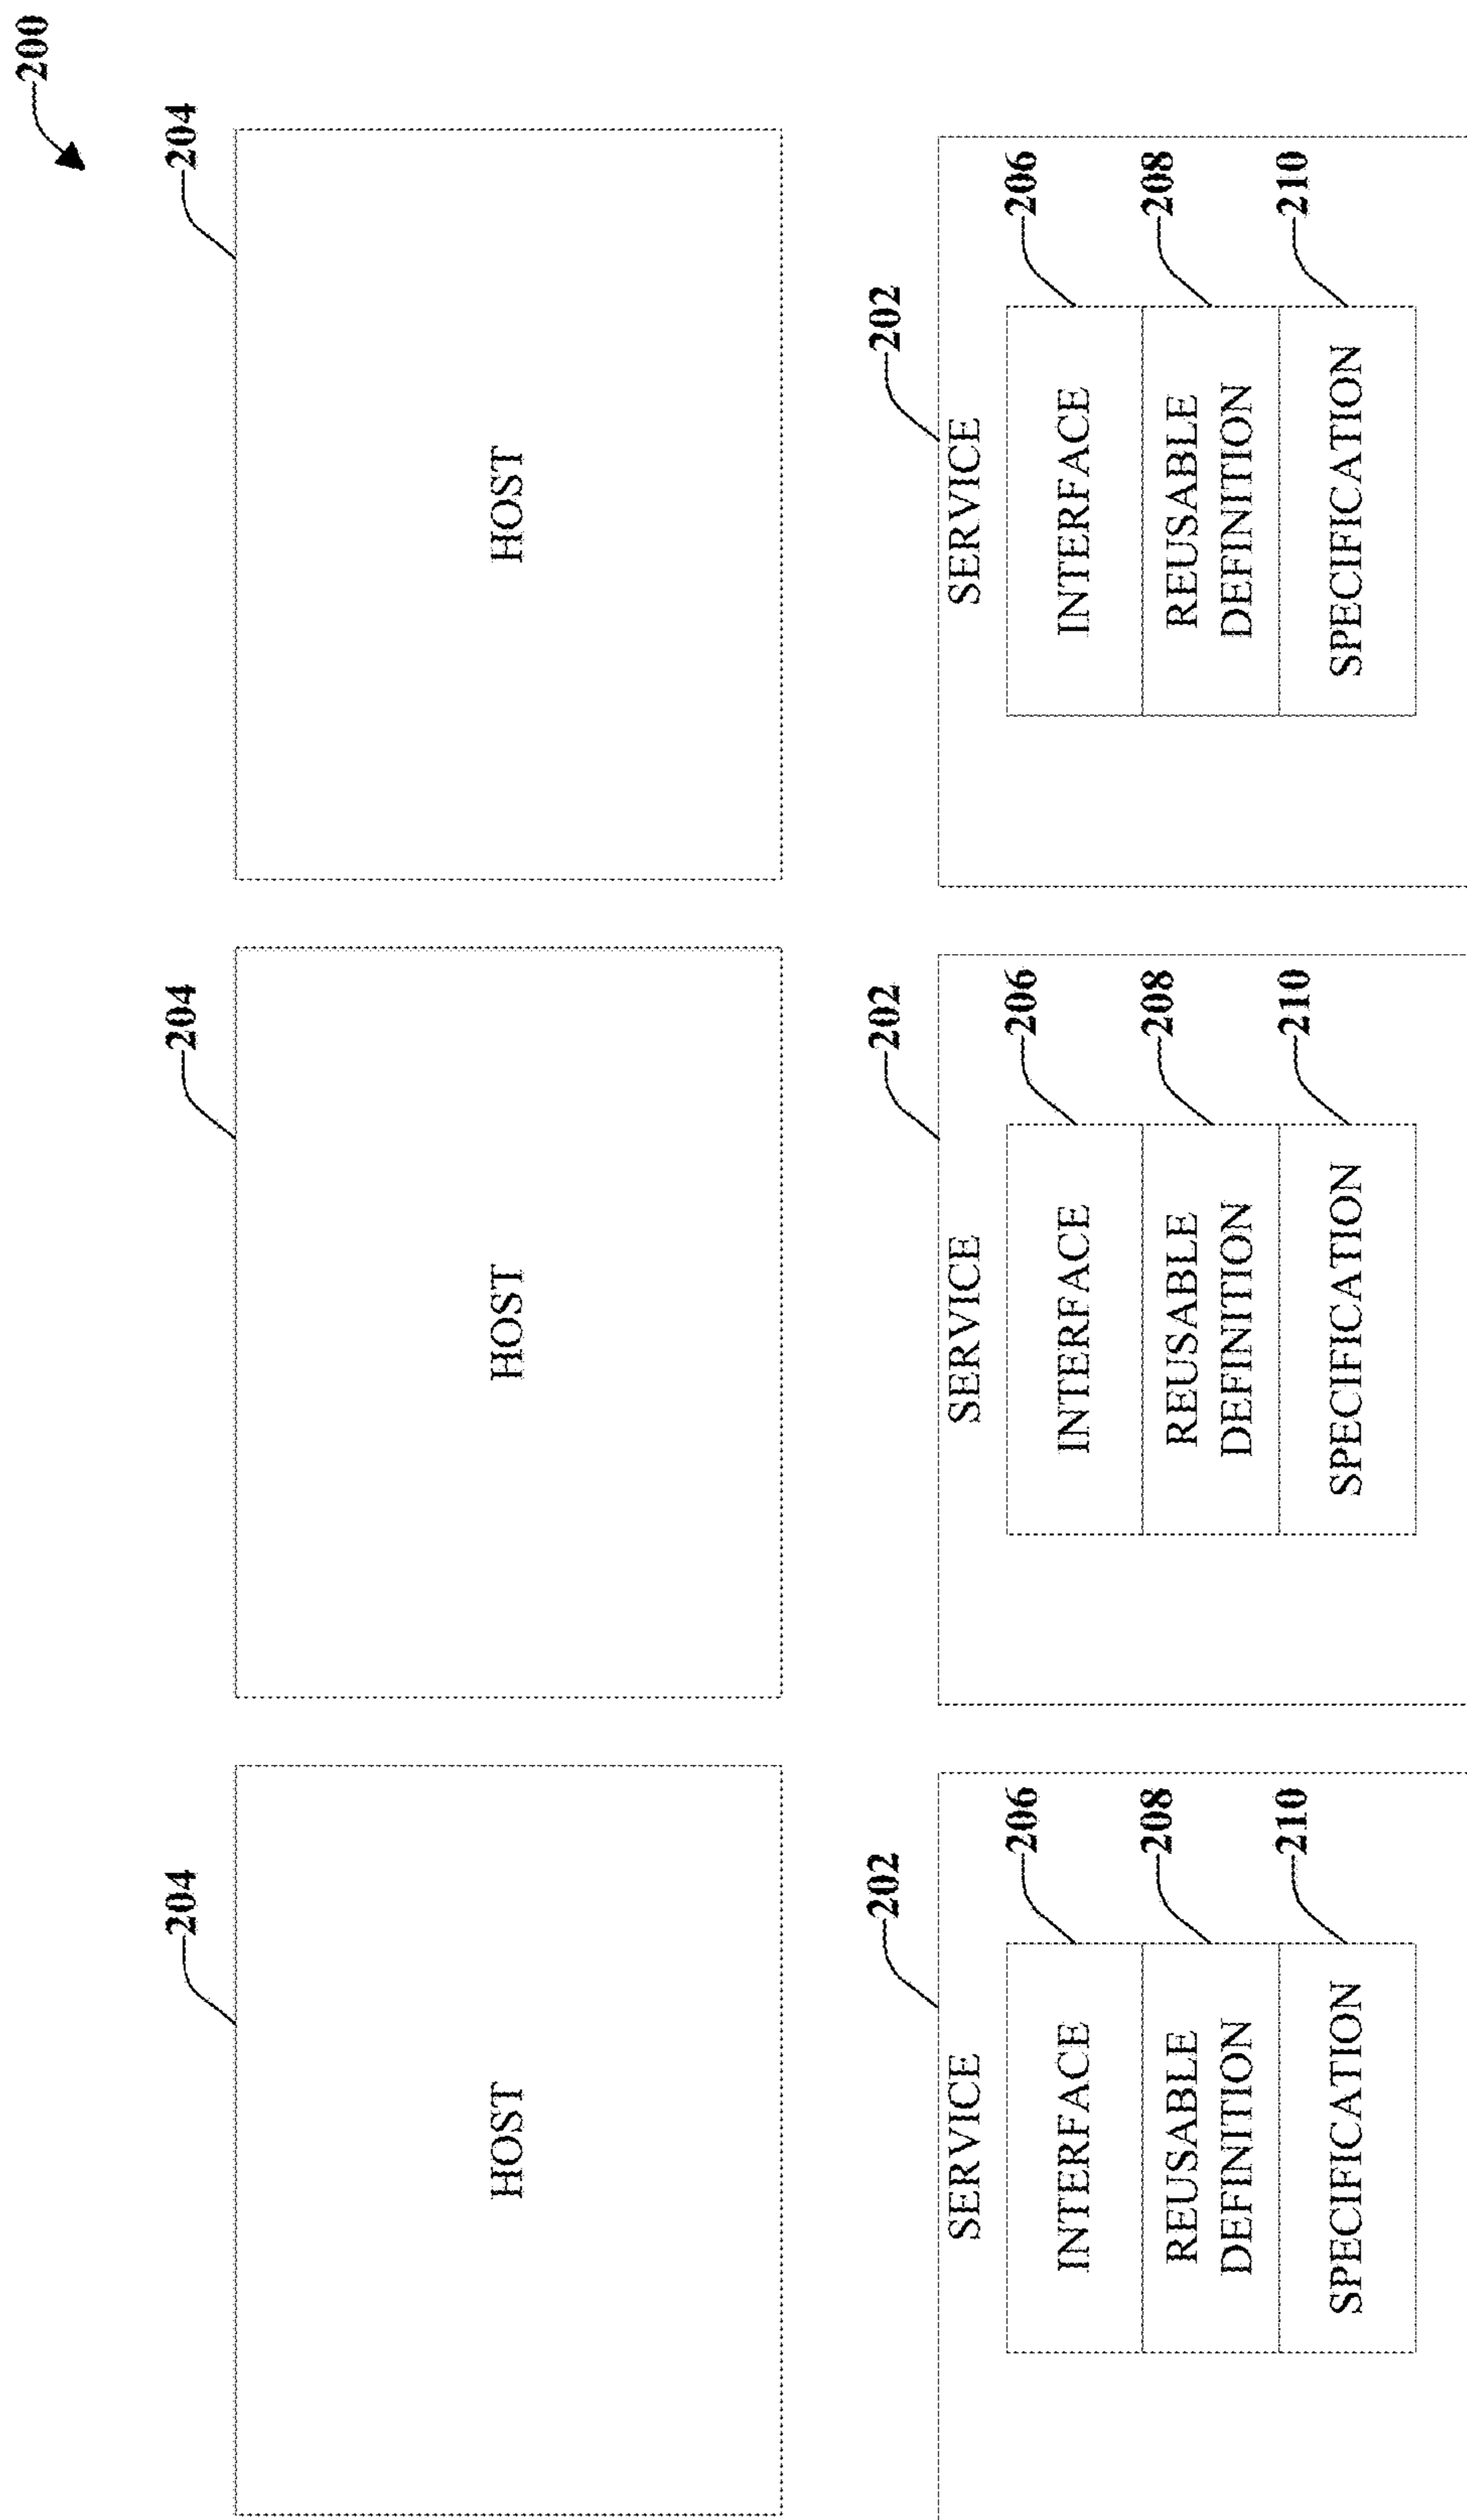 200
204
204
204
HOST
HOST
HOST
202
202
202
SERVICE
206
INTERFACE
208
REUSABLE
DEFINITION
210
SPECIFICATION
SERVICE
206
INTERFACE
208
REUSABLE
DEFINITION
210
SPECIFICATION
SERVICE
206
INTERFACE
208
REUSABLE
DEFINITION
210
SPECIFICATION